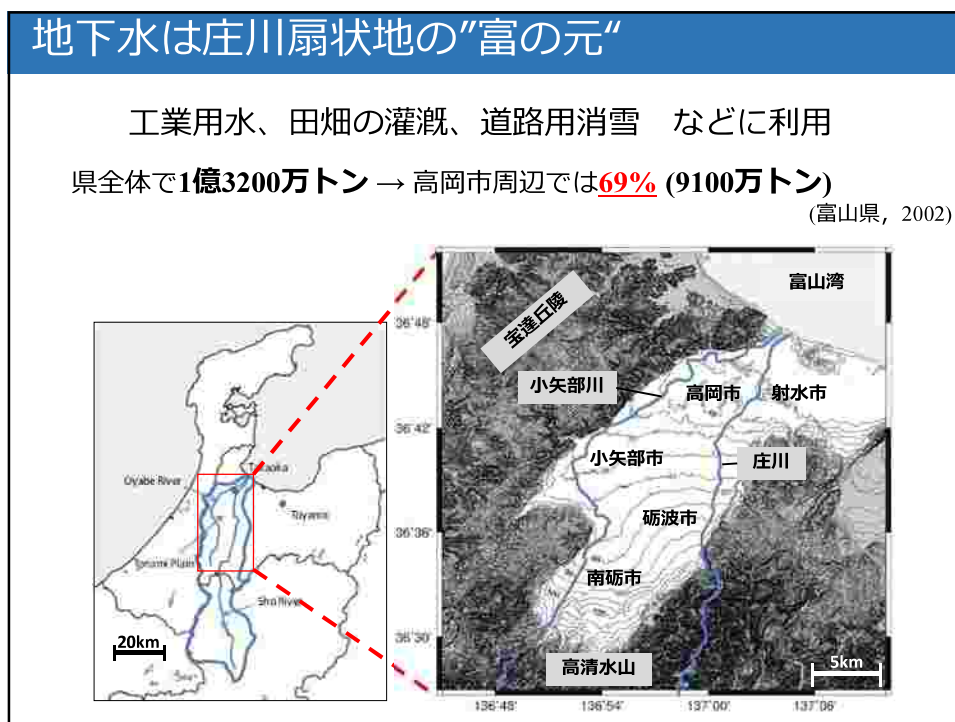 地下水は庄川扇状地の”富の元“
工業用水、田畑の灌漑、道路用消雪　などに利用
県全体で1億3200万トン → 高岡市周辺では69% (9100万トン)
(富山県，2002)
富山湾
宝達丘陵
小矢部川
高岡市
射水市
小矢部市
庄川
砺波市
南砺市
高清水山
5km
36˚48'
36˚42'
36˚36'
36˚30'
136˚48'
136˚54'
137˚00'
137˚06'
Takaoka
Oyabe River
Toyama
Tonami Plain
Sho River
20km